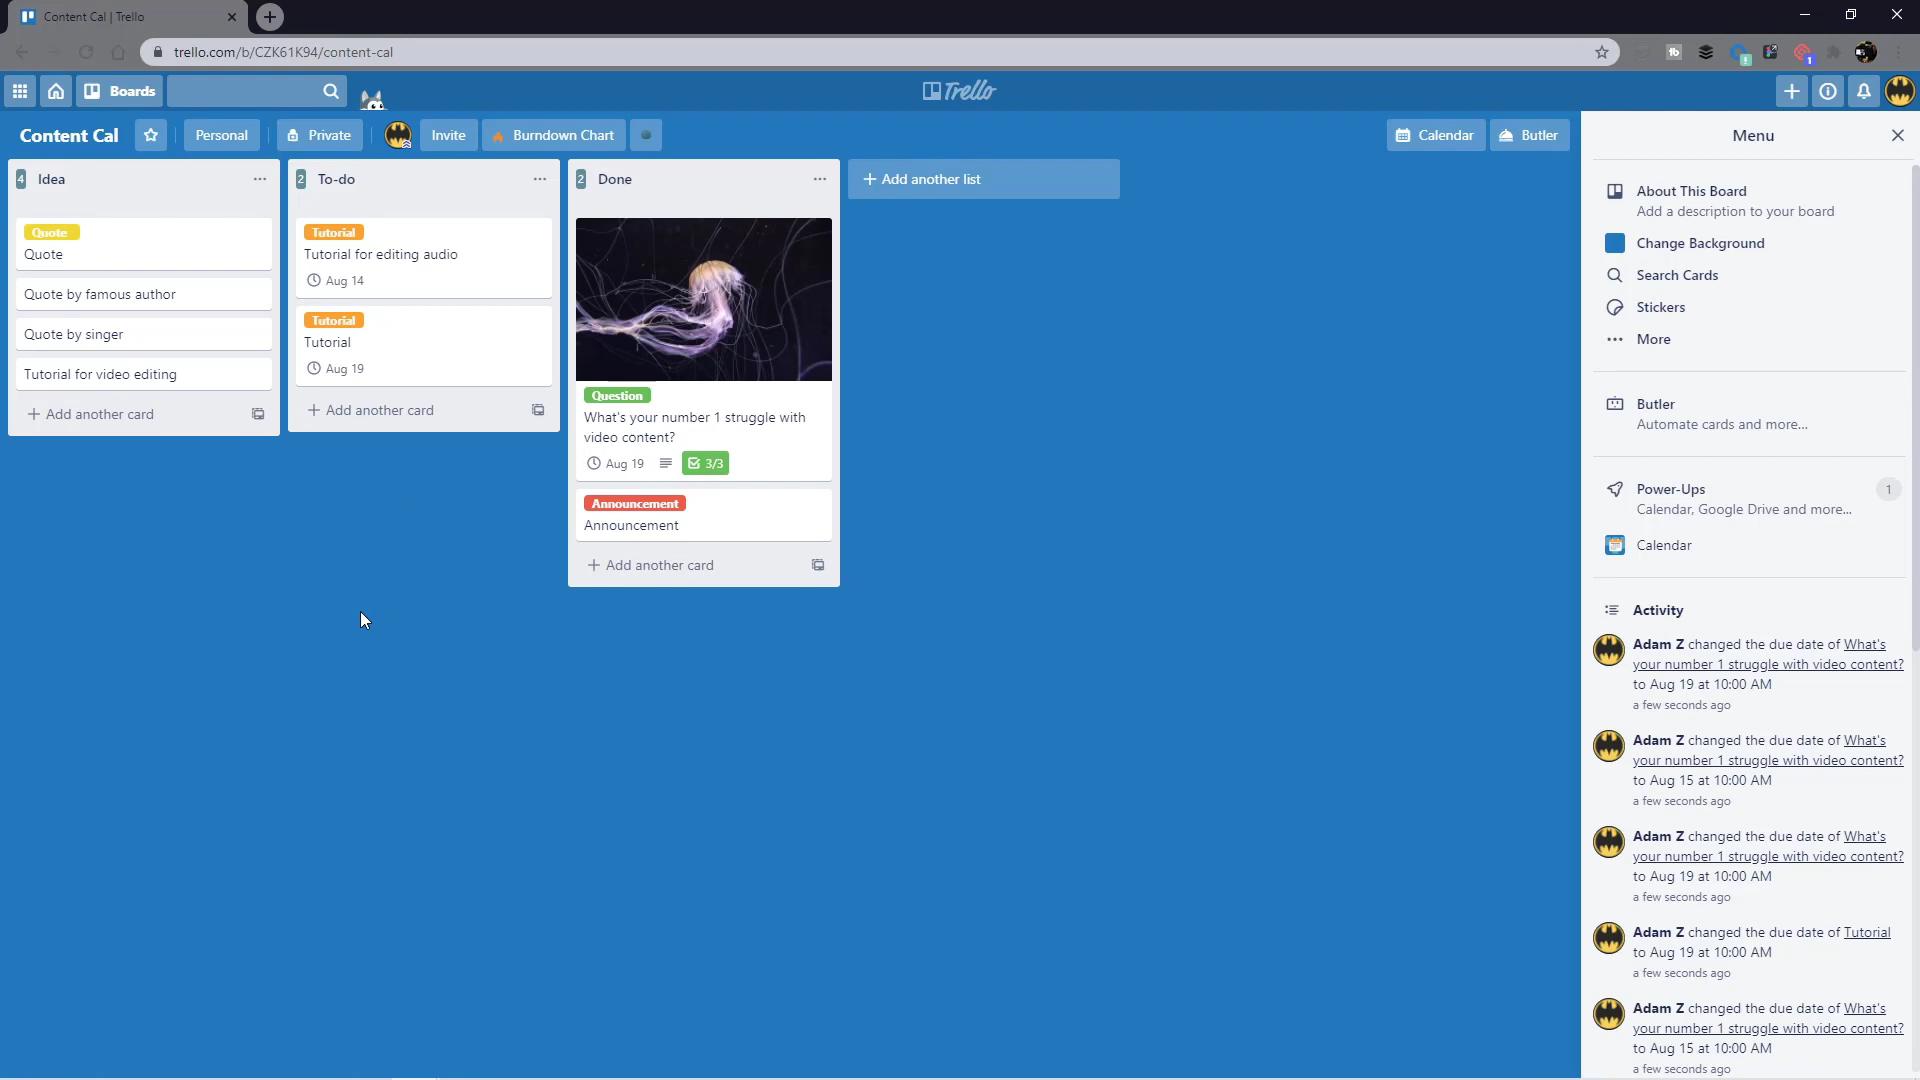 Content Cal | Trello
trello.com/b/CZK61K94/content-cal
Boards
Trello
Content Cal
Personal
Private
Invite
Burndown Chart
Calendar
Butler
4 Idea
Quote
Quote
Quote by famous author
Quote by singer
Tutorial for video editing
+ Add another card
2 To-do
Tutorial
Tutorial for editing audio
Aug 14
Tutorial
Tutorial
Aug 19
+ Add another card
2 Done
Question
What's your number 1 struggle with
video content?
Aug 19
3/3
Announcement
Announcement
+ Add another card
+ Add another list
Menu
About This Board
Add a description to your board
Change Background
Search Cards
Stickers
More
Butler
Automate cards and more...
Power-Ups
1
Calendar, Google Drive and more...
Calendar
Activity
Adam Z changed the due date of What's
your number 1 struggle with video content?
to Aug 19 at 10:00 AM
a few seconds ago
Adam Z changed the due date of What's
your number 1 struggle with video content?
to Aug 15 at 10:00 AM
a few seconds ago
Adam Z changed the due date of What's
your number 1 struggle with video content?
to Aug 19 at 10:00 AM
a few seconds ago
Adam Z changed the due date of Tutorial
to Aug 19 at 10:00 AM
a few seconds ago
Adam Z changed the due date of What's
your number 1 struggle with video content?
to Aug 15 at 10:00 AM
a few seconds ago